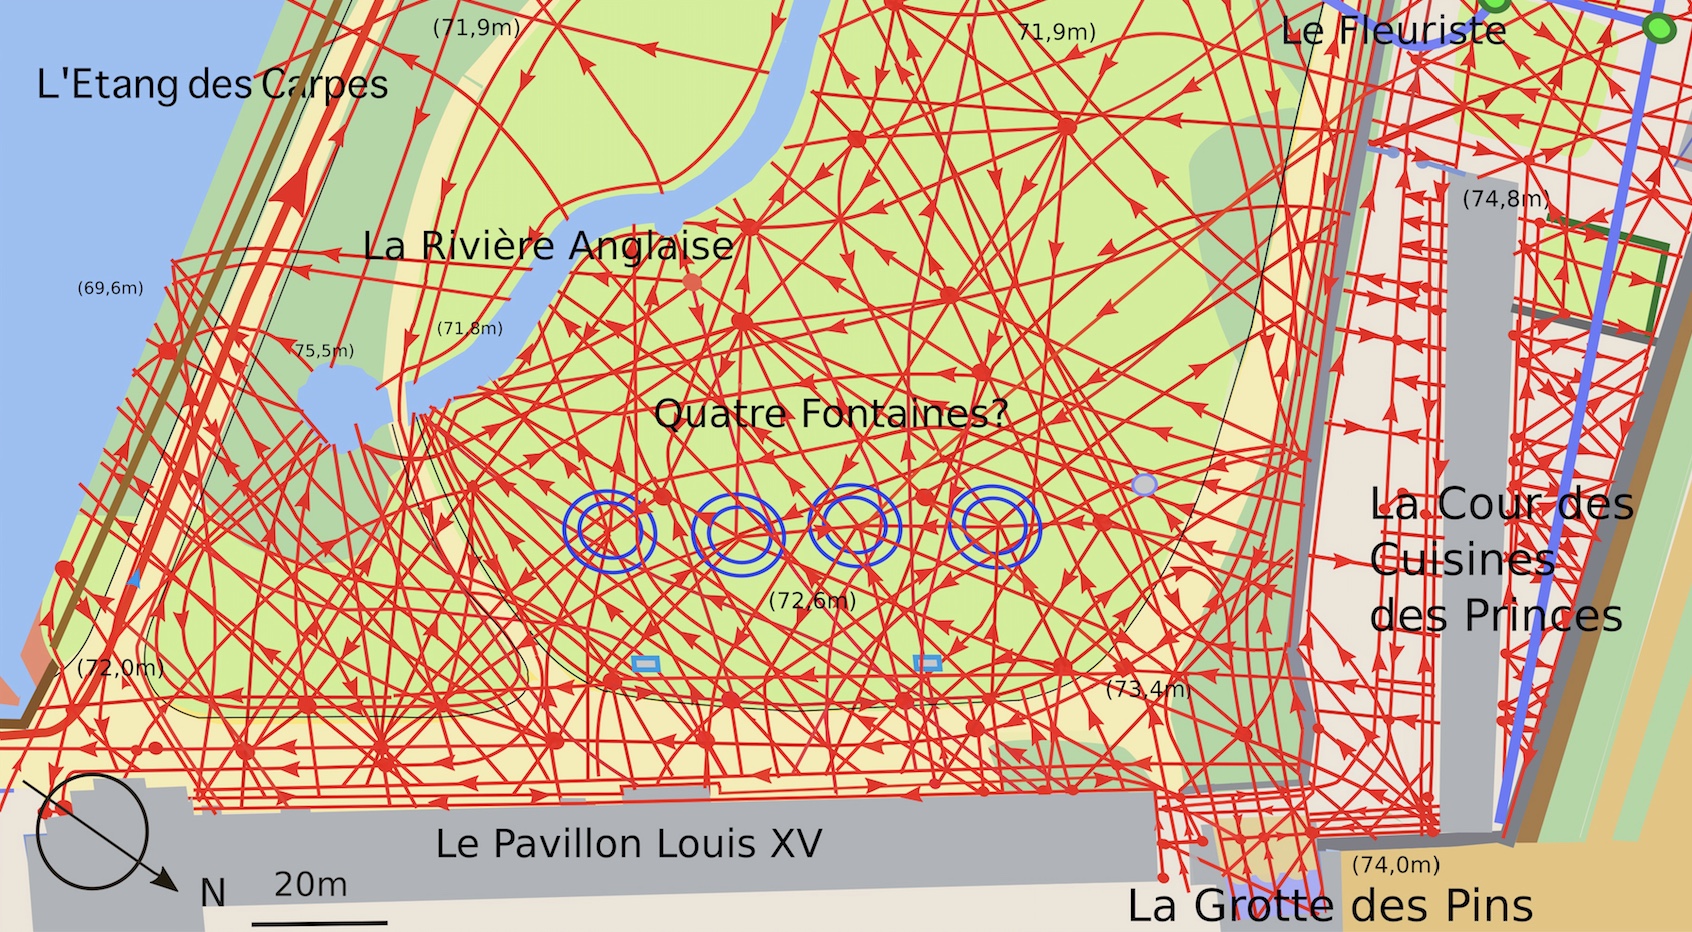 (71,9m)
71,9m)
Le Fleuriste
L'Etang des Carpes
(74,8m)
La Rivière Anglaise
(69,6m)
(71,8m)
75,5m)
Quatre Fontaines?
La Cour des
Cuisines
des Princes
(72,6m)
(72,0m)
(73,4m)
Le Pavillon Louis XV
(74,0m)
N
20m
La Grotte des Pins